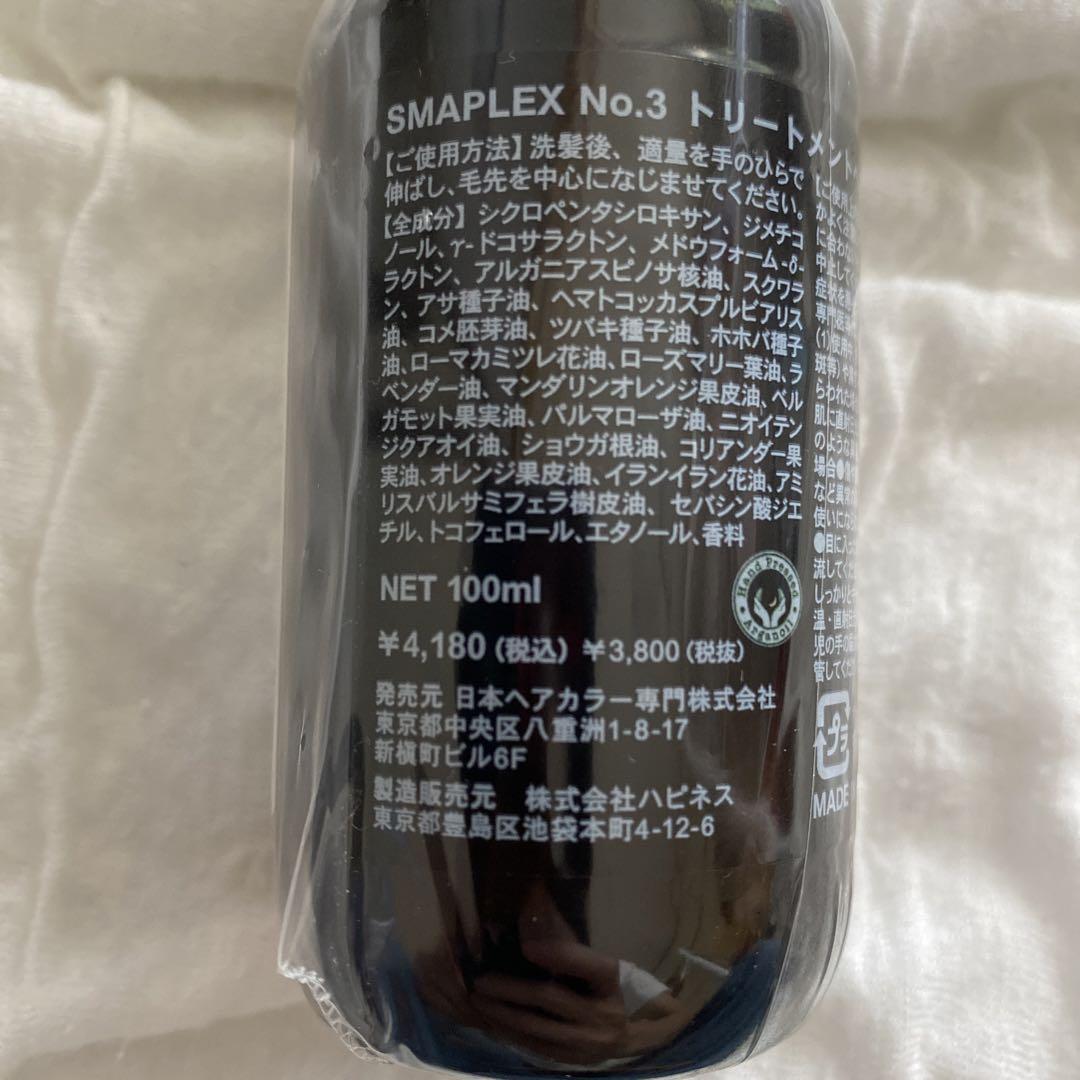 SMAPLEX No.3 トリートメント
【ご使用方法】洗髪後、適量を手のひらで
伸ばし、毛先を中心になじませてください。
【全成分】シクロペンタシロキサン、ジメチコ
ノール、γ-ドコサラクトン、メドウフォーム-δ-
ラクトン、アルガニアスピノサ核油、スクワラ
ン、アサ種子油、ヘマトコッカスプルビアリス
油、コメ胚芽油、ツバキ種子油、ホホバ種子
油、ローマカミツレ花油、ローズマリー葉油、ラ
ベンダー油、マンダリンオレンジ果皮油、ベル
ガモット果実油、パルマローザ油、ニオイテン
ジクアオイ油、ショウガ根油、コリアンダー果
実油、オレンジ果皮油、イランイラン花油、アミ
リスバルサミフェラ樹皮油、セバシン酸ジエ
チル、トコフェロール、エタノール、香料
NET 100ml
Hand Pressed
Arganoil
¥4,180(税込) ¥3,800(税抜)
発売元 日本ヘアカラー専門株式会社
東京都中央区八重洲1-8-17
新槇町ビル6F
製造販売元 株式会社ハピネス
東京都豊島区池袋本町4-12-6
【ご使用
プラ
MADE